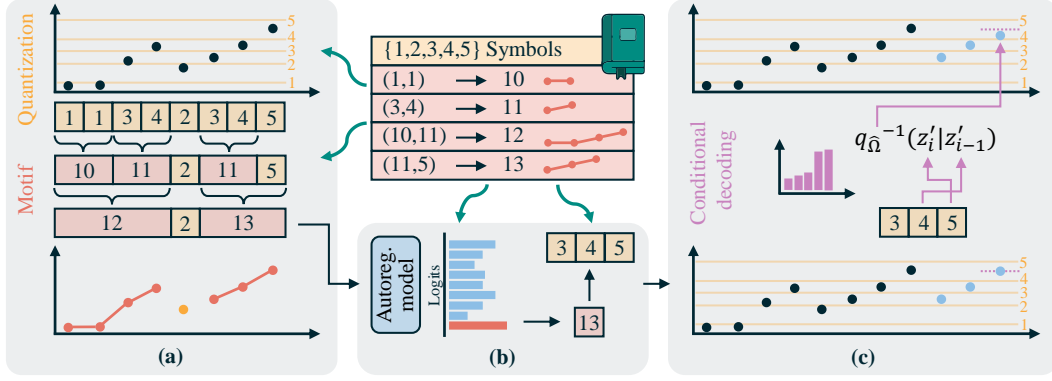 Quantization
5
4
3
2
1
1 1 3 4 2 3 4 5
Motif
10 11 2 11 5
12 2 13
(a)
{1,2,3,4,5} Symbols
(1,1) → 10
(3,4) → 11
(10,11) → 12
(11,5) → 13
Autoreg.
model
Logits
3 4 5
13
(b)
5
4
3
2
1
Conditional
decoding
q_Ω̂⁻¹(z′ᵢ|z′ᵢ₋₁)
3 4 5
5
4
3
2
1
(c)